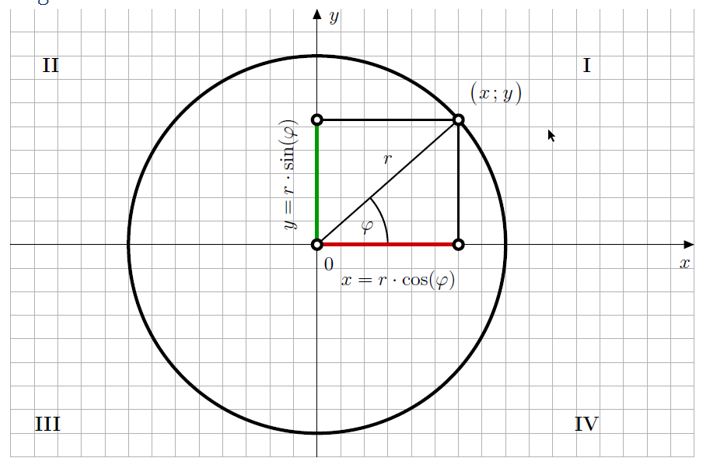 y
II
I
(x; y)
y = r · sin(φ)
r
φ
0
x
x = r · cos(φ)
III
IV